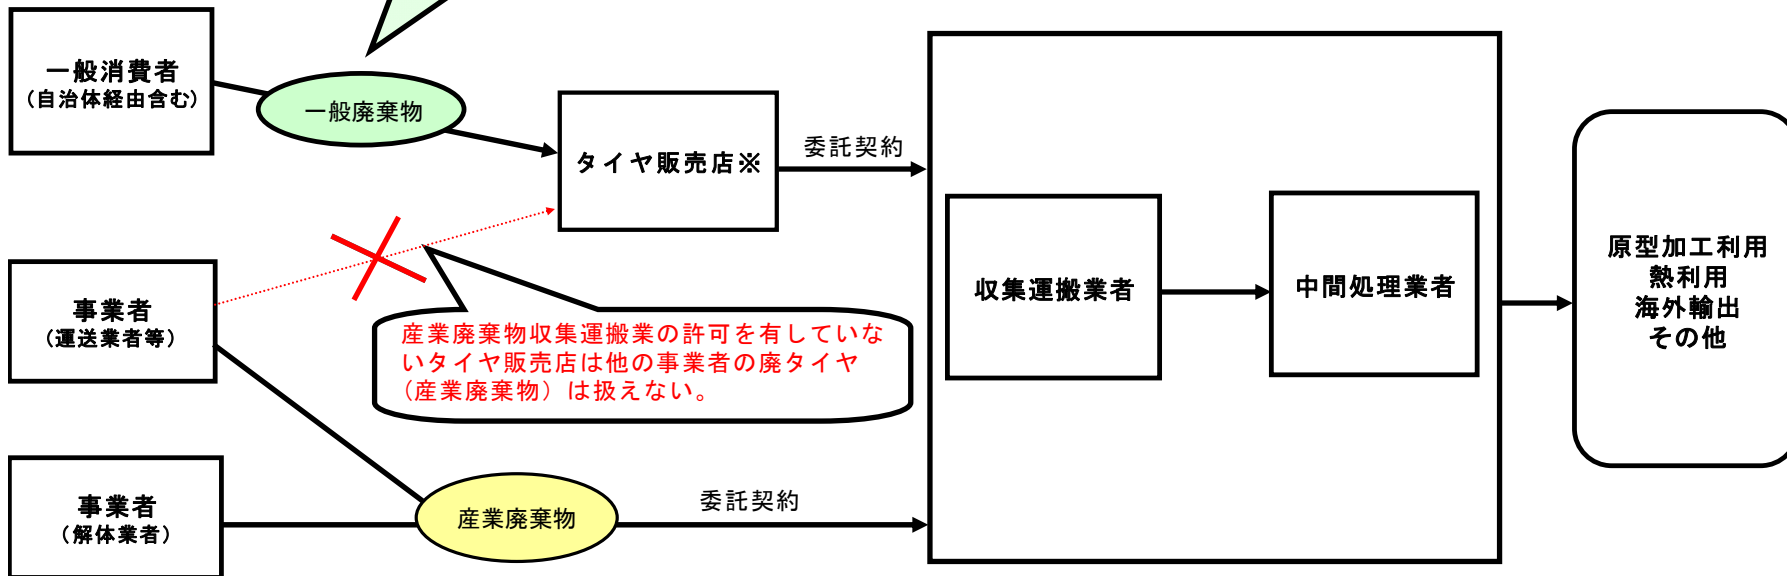 一般消費者
（自治体経由含む）
一般廃棄物
タイヤ販売店※
委託契約
事業者
（運送業者等）
産業廃棄物収集運搬業の許可を有していな
いタイヤ販売店は他の事業者の廃タイヤ
（産業廃棄物）は扱えない。
収集運搬業者
中間処理業者
原型加工利用
熱利用
海外輸出
その他
事業者
（解体業者）
産業廃棄物
委託契約